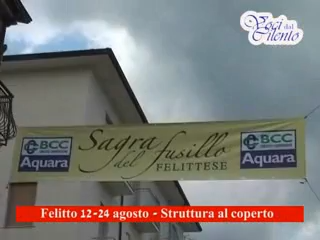 Voci dal
Cilento
BCC
Aquara
Sagra
del fusillo
FELITTESE
BCC
Aquara
Felitto 12-24 agosto - Struttura al coperto